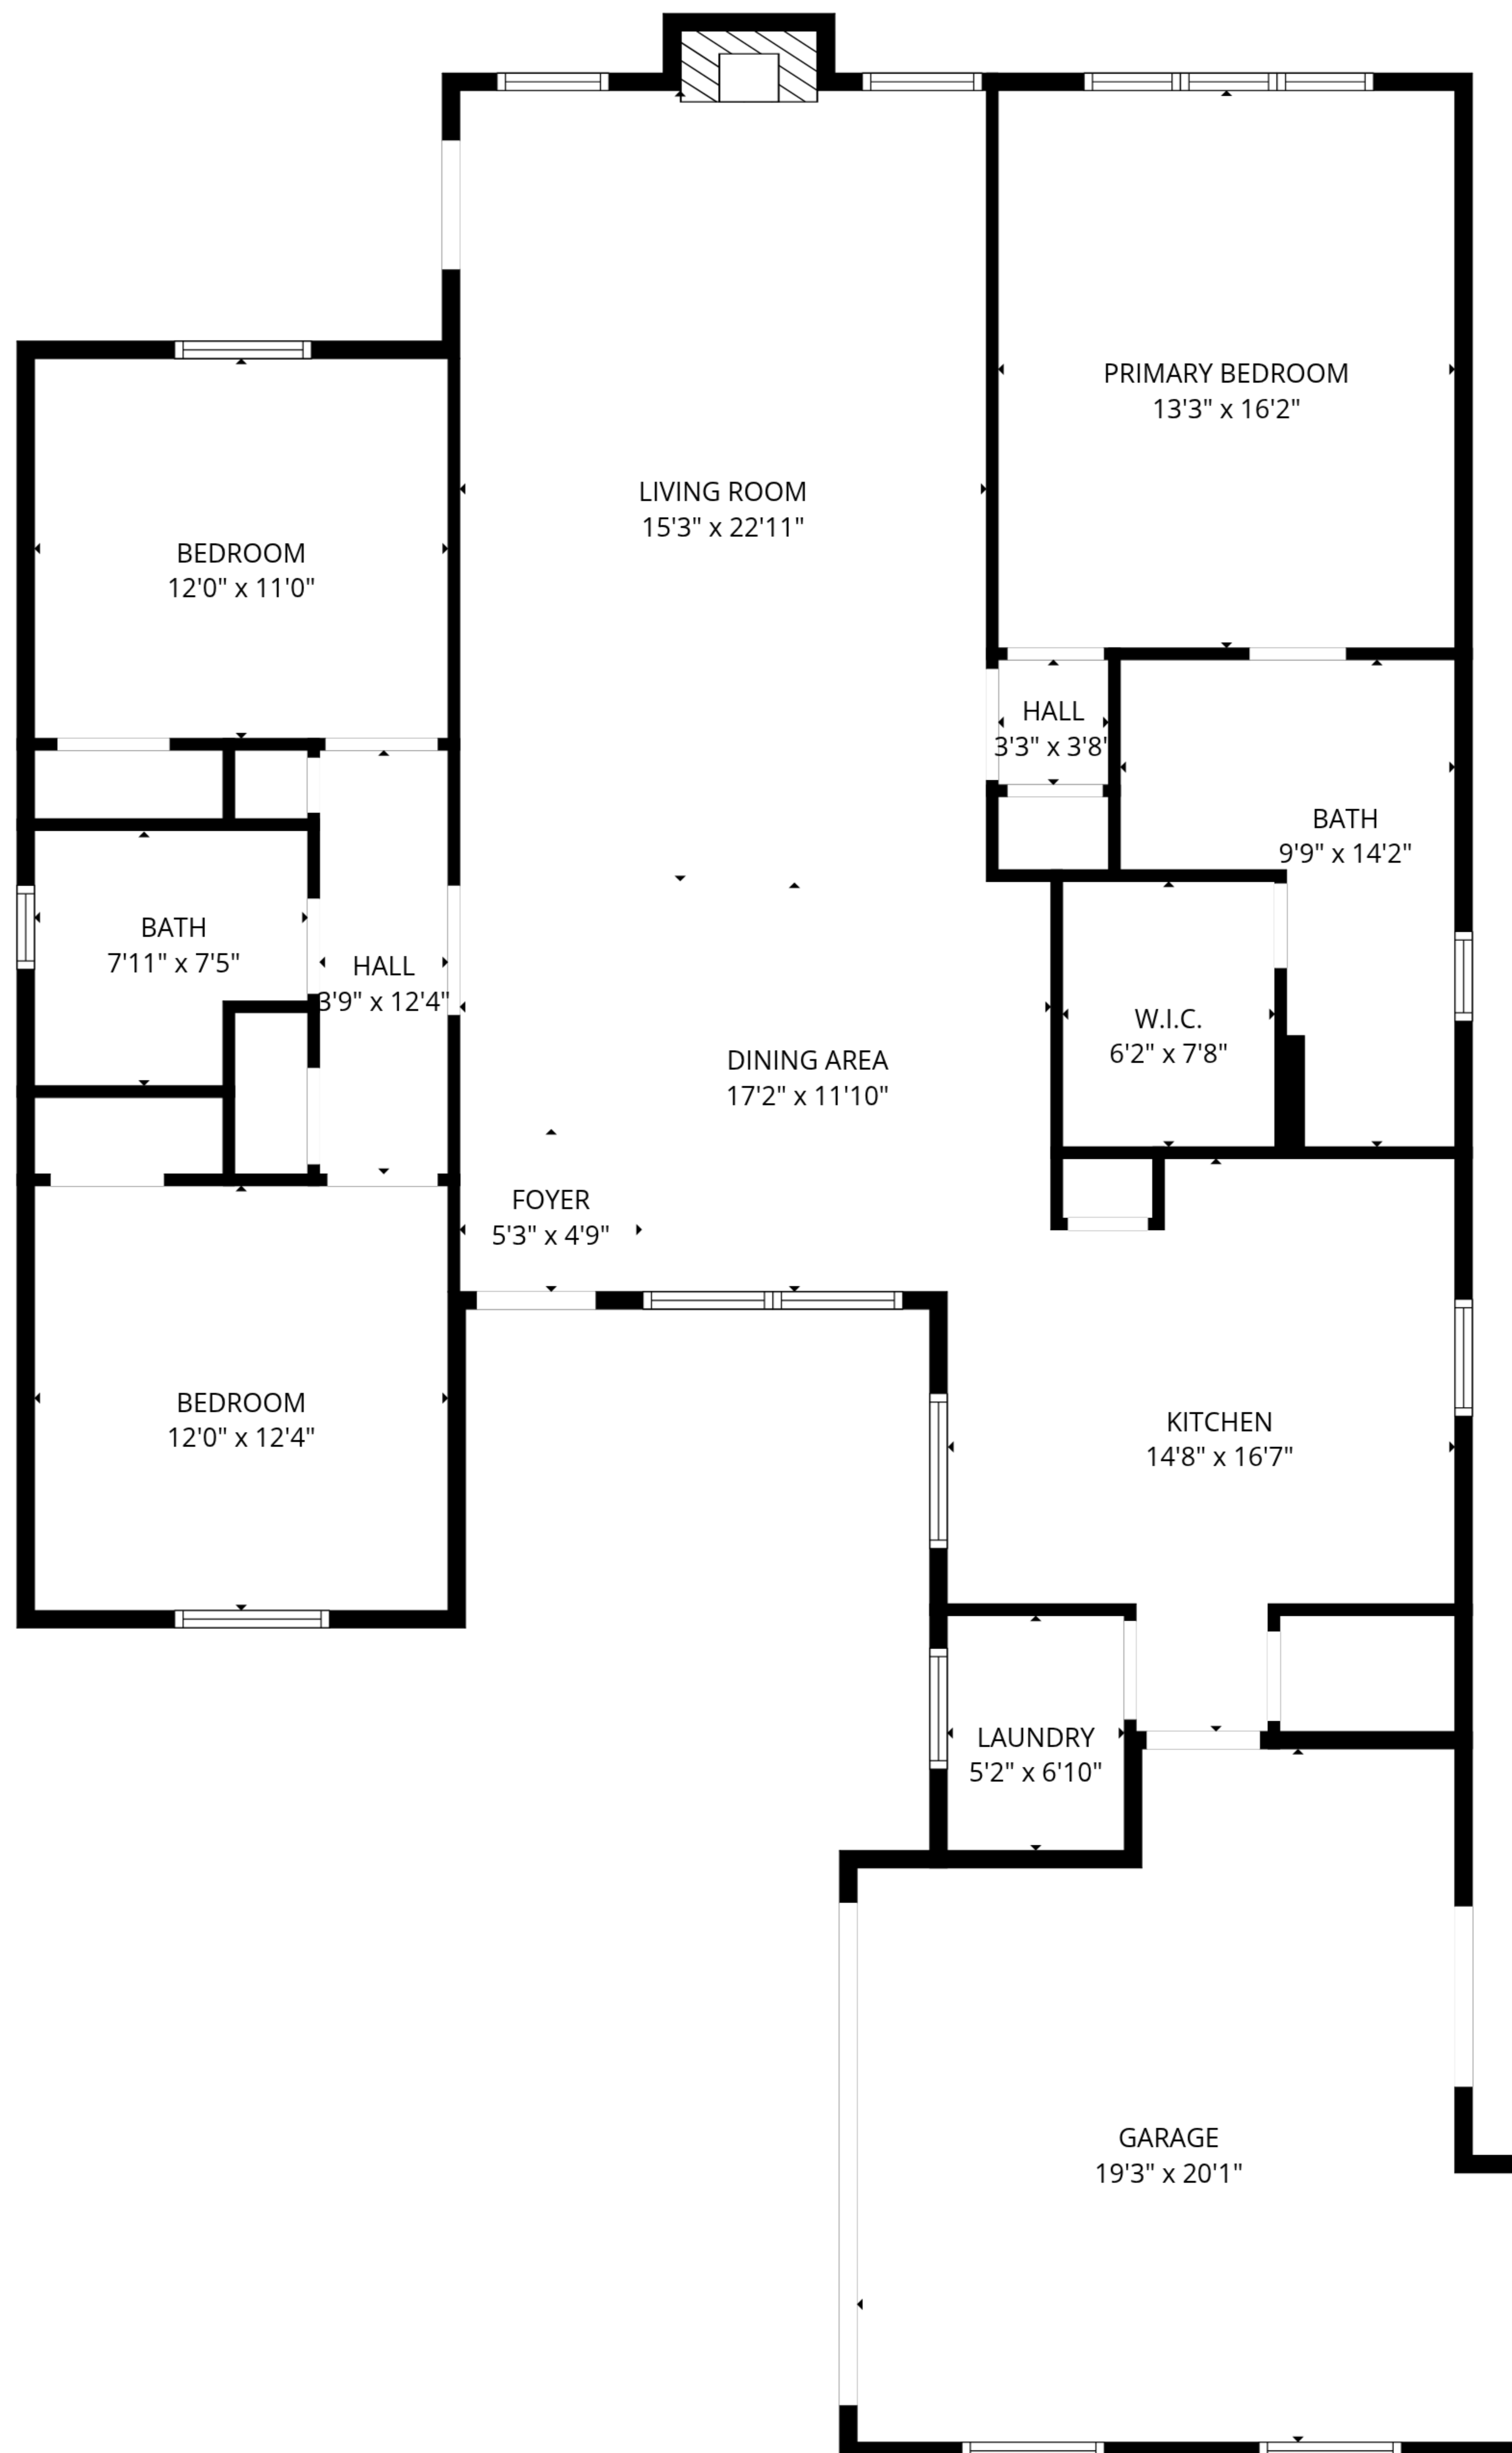 PRIMARY BEDROOM
13'3" x 16'2"
LIVING ROOM
15'3" x 22'11"
BEDROOM
12'0" x 11'0"
HALL
3'3" x 3'8"
BATH
9'9" x 14'2"
BATH
7'11" x 7'5"
HALL
3'9" x 12'4"
W.I.C.
6'2" x 7'8"
DINING AREA
17'2" x 11'10"
FOYER
5'3" x 4'9"
BEDROOM
12'0" x 12'4"
KITCHEN
14'8" x 16'7"
LAUNDRY
5'2" x 6'10"
GARAGE
19'3" x 20'1"